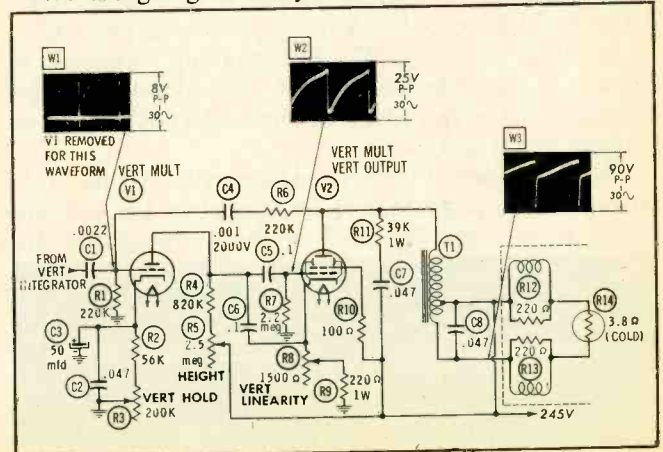 W1
8V
P-P
30∿
V1 REMOVED
FOR THIS
WAVEFORM
W2
25V
P-P
30∿
W3
90V
P-P
30∿
VERT MULT
V1
VERT MULT
VERT OUTPUT
V2
C4
.001
2000V
R6
220K
.0022
C1
FROM
VERT
INTEGRATOR
R1
220K
C3
50
mfd
C2
.047
R2
56K
R3
200K
VERT HOLD
R4
820K
R5
2.5
meg
HEIGHT
C5
.1
C6
.1
R7
2.2
meg
R8
1500 Ω
VERT
LINEARITY
R9
220 Ω
1W
R10
100 Ω
R11
39K
1W
C7
.047
T1
C8
.047
R12
220 Ω
220 Ω
R13
R14
3.8 Ω
(COLD)
245V